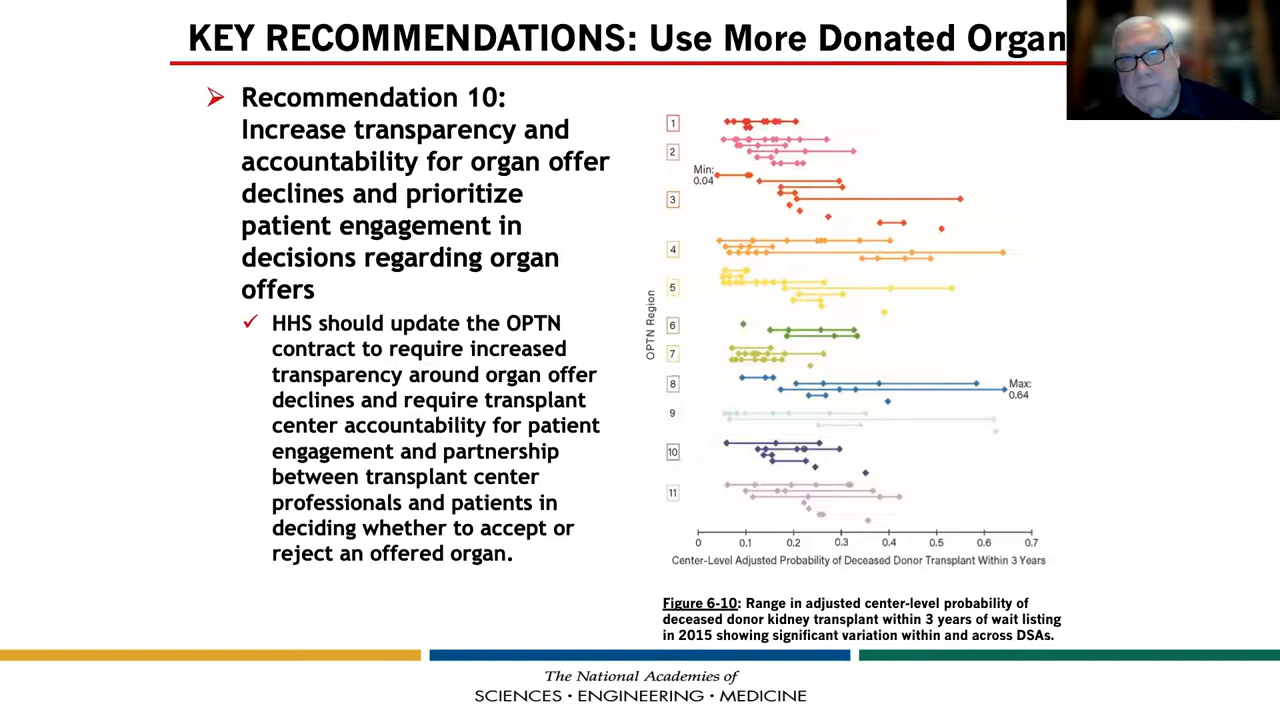 KEY RECOMMENDATIONS: Use More Donated Organ
Recommendation 10:
Increase transparency and
accountability for organ offer
declines and prioritize
patient engagement in
decisions regarding organ
offers
HHS should update the OPTN
contract to require increased
transparency around organ offer
declines and require transplant
center accountability for patient
engagement and partnership
between transplant center
professionals and patients in
deciding whether to accept or
reject an offered organ.
OPTN Region
1
2
Min:
0.04
3
4
5
6
7
8
Max:
0.64
9
10
11
0 0.1 0.2 0.3 0.4 0.5 0.6 0.7
Center-Level Adjusted Probability of Deceased Donor Transplant Within 3 Years
Figure 6-10: Range in adjusted center-level probability of
deceased donor kidney transplant within 3 years of wait listing
in 2015 showing significant variation within and across DSAs.
The National Academies of
SCIENCES • ENGINEERING • MEDICINE